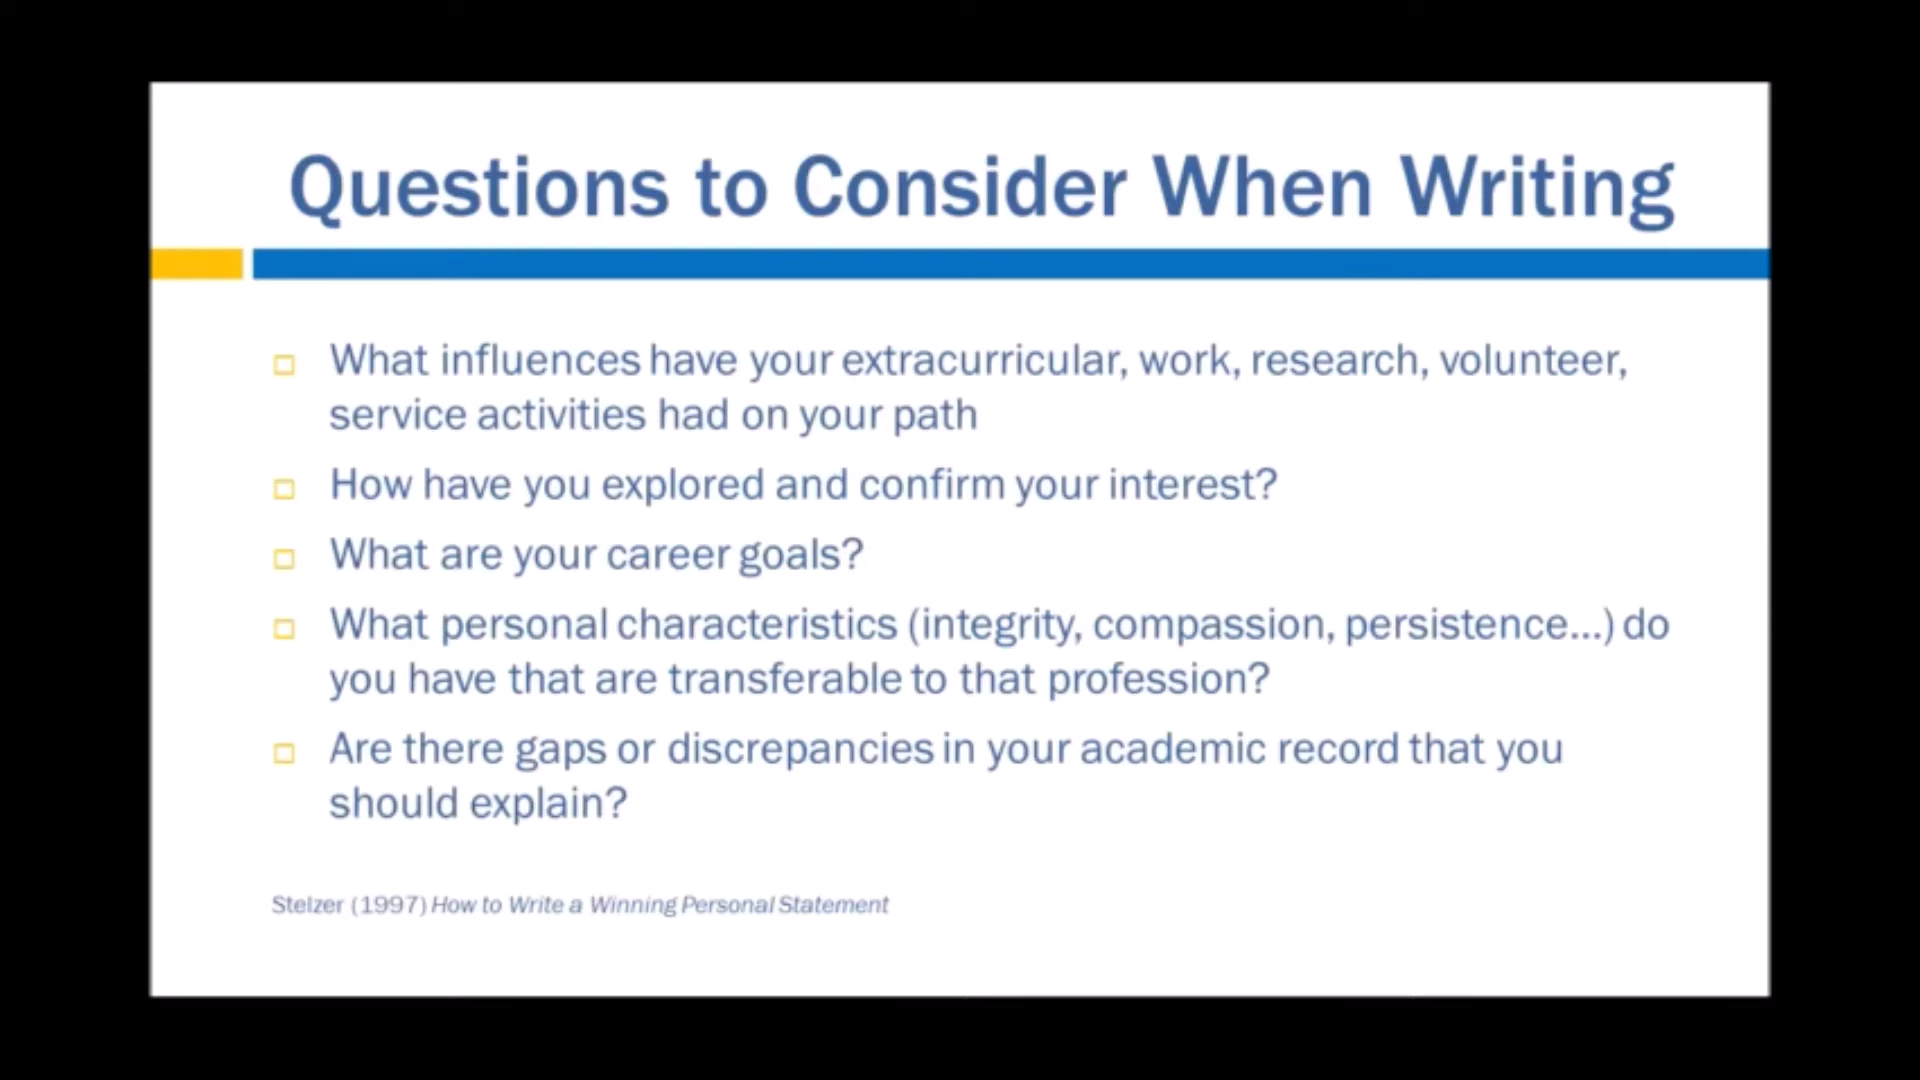 Questions to Consider When Writing
What influences have your extracurricular, work, research, volunteer,
service activities had on your path
How have you explored and confirm your interest?
What are your career goals?
What personal characteristics (integrity, compassion, persistence...) do
you have that are transferable to that profession?
Are there gaps or discrepancies in your academic record that you
should explain?
Stelzer (1997) How to Write a Winning Personal Statement